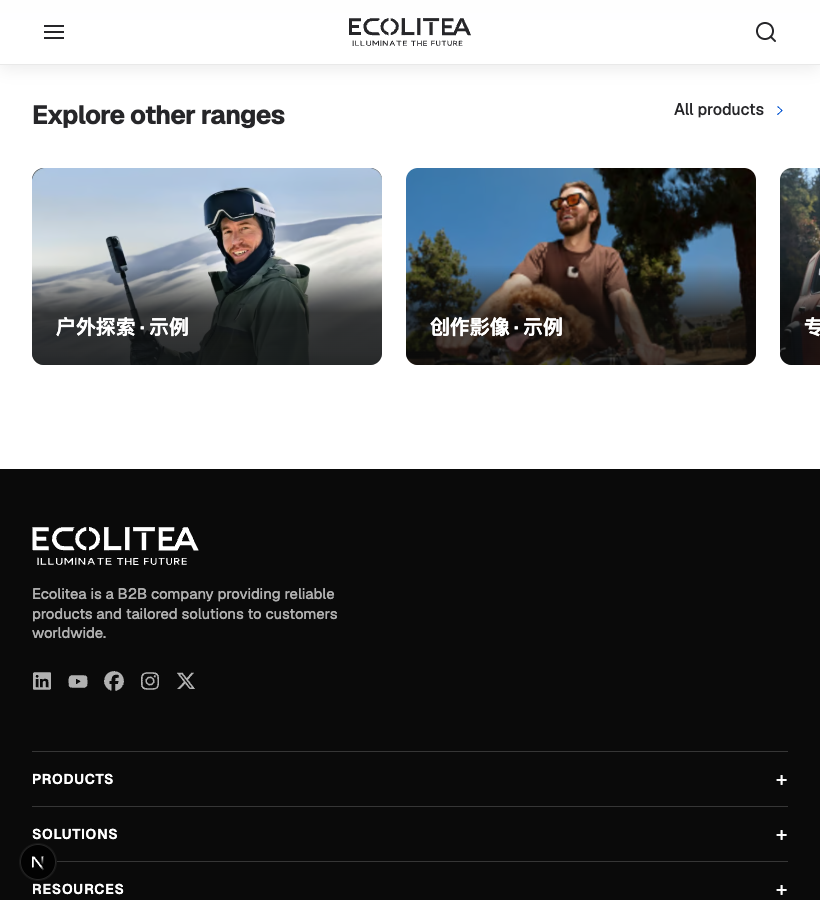 ECOLITEA
ILLUMINATE THE FUTURE
Explore other ranges
All products
户外探索 · 示例
创作影像 · 示例
专
ECOLITEA
ILLUMINATE THE FUTURE
Ecolitea is a B2B company providing reliable
products and tailored solutions to customers
worldwide.
PRODUCTS +
SOLUTIONS +
N
RESOURCES +